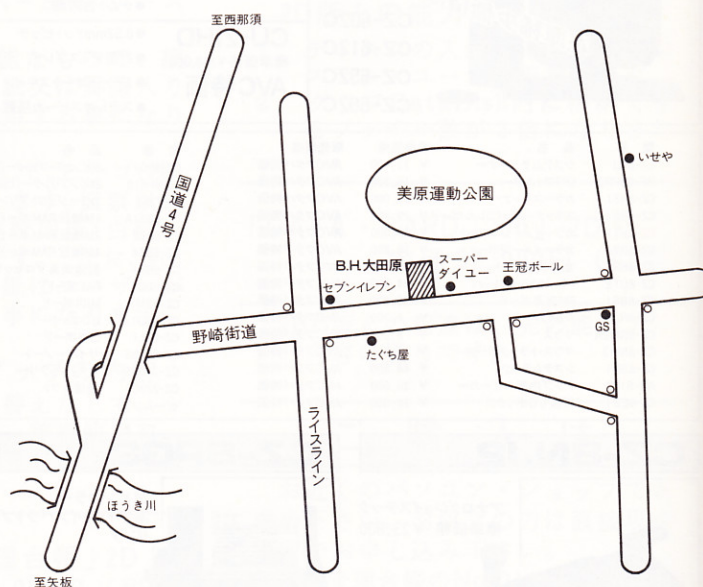 至西那須
国道4号
いせや
美原運動公園
B.H.大田原
スーパー
ダイユー
王冠ボール
セブンイレブン
野崎街道
たぐち屋
GS
ライスライン
ほうき川
至矢板